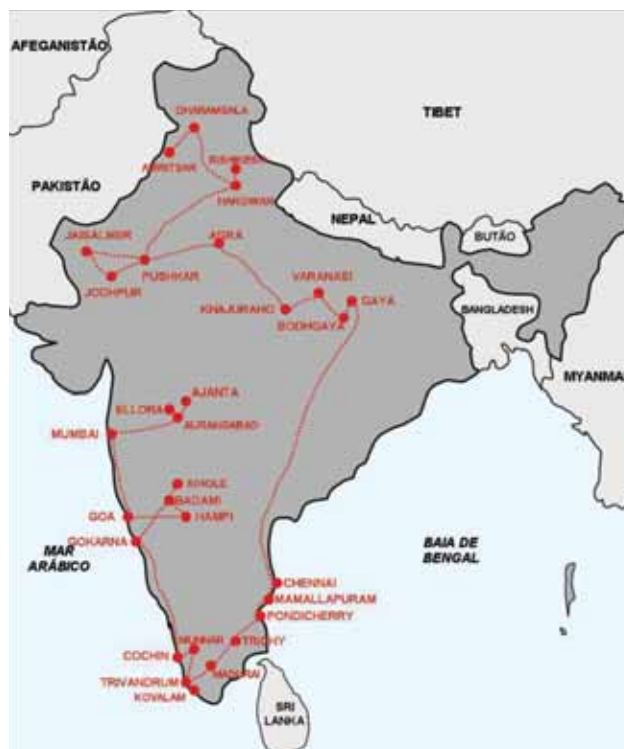 AFEGANISTÃO
DHARAMSALA
TIBET
AMRITSAR
RISHIKESH
PAKISTÃO
HARDIWAR
NEPAL
JAISALMER
AGRA
BUTÃO
PUSHKAR
VARANASI
JODHPUR
GAYA
KHAJURAHO
BANGLADESH
BODHGAYA
MYANMA
AJANTA
ELLORA
AURANGABAD
MUMBAI
BADAMI
GOA
HAMPI
GOKARNA
MAR
ARÁBICO
BAIA DE
BENGAL
CHENNAI
MAMALLAPURAM
PONDICHERRY
MUNNAR
TRICHY
COCHIN
MADURAI
TRIVANDRUM
KOVALAM
SRI
LANKA